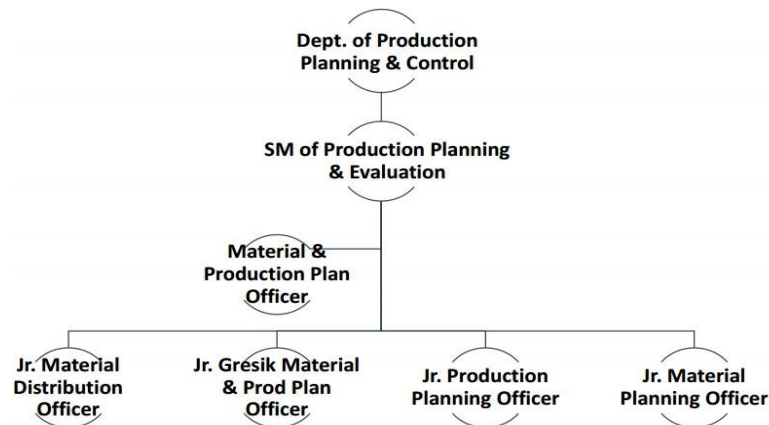 Dept. of Production
Planning & Control
SM of Production Planning
& Evaluation
Material &
Production Plan
Officer
Jr. Material
Distribution
Officer
Jr. Gresik Material
& Prod Plan
Officer
Jr. Production
Planning Officer
Jr. Material
Planning Officer